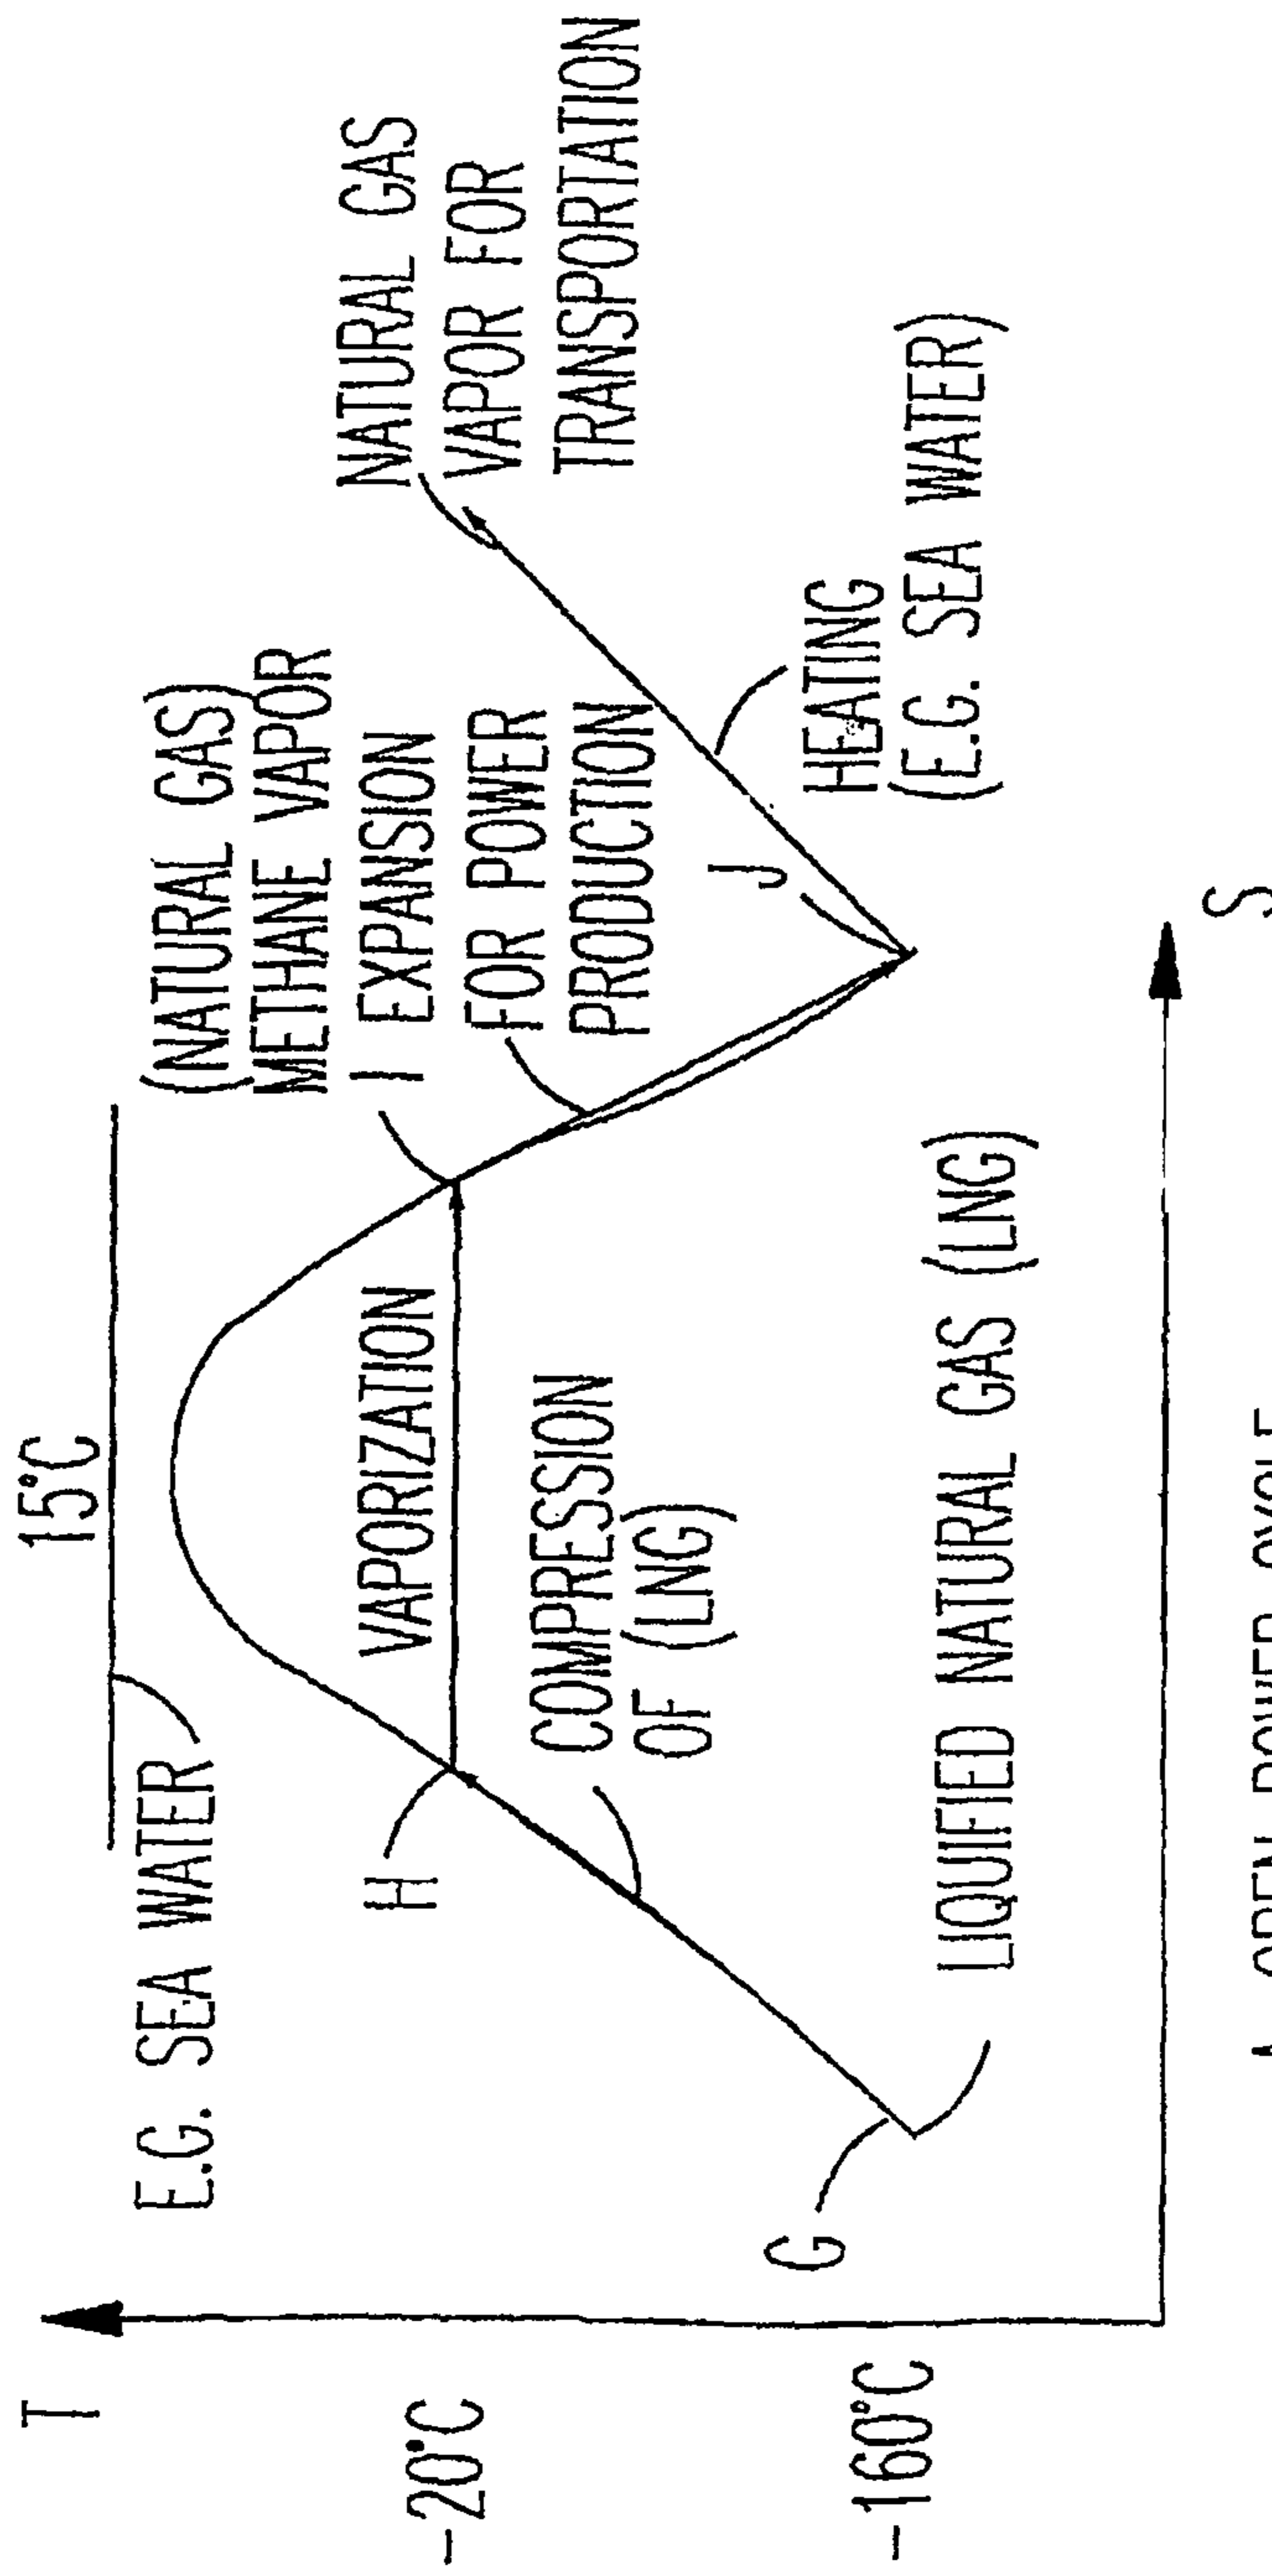 T
15°C
E.G. SEA WATER
-20°C
H
VAPORIZATION
(NATURAL GAS)
METHANE VAPOR
I EXPANSION
FOR POWER
PRODUCTION
NATURAL GAS
VAPOR FOR
TRANSPORTATION
COMPRESSION
OF (LNG)
J
HEATING
(E.G. SEA WATER)
G
-160°C
LIQUIFIED NATURAL GAS (LNG)
S